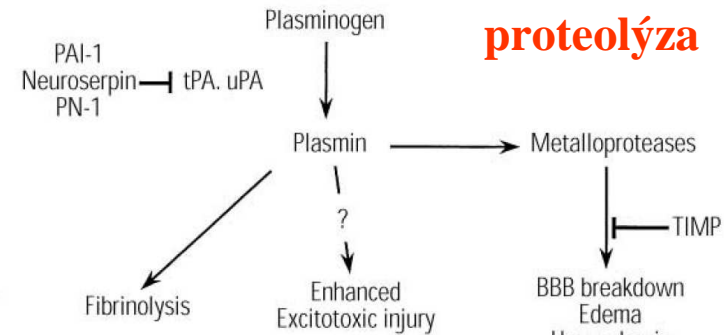 Plasminogen
proteolýza
PAI-1
Neuroserpin
PN-1
tPA. uPA
Plasmin
Metalloproteases
?
TIMP
Fibrinolysis
Enhanced
Excitotoxic injury
BBB breakdown
Edema